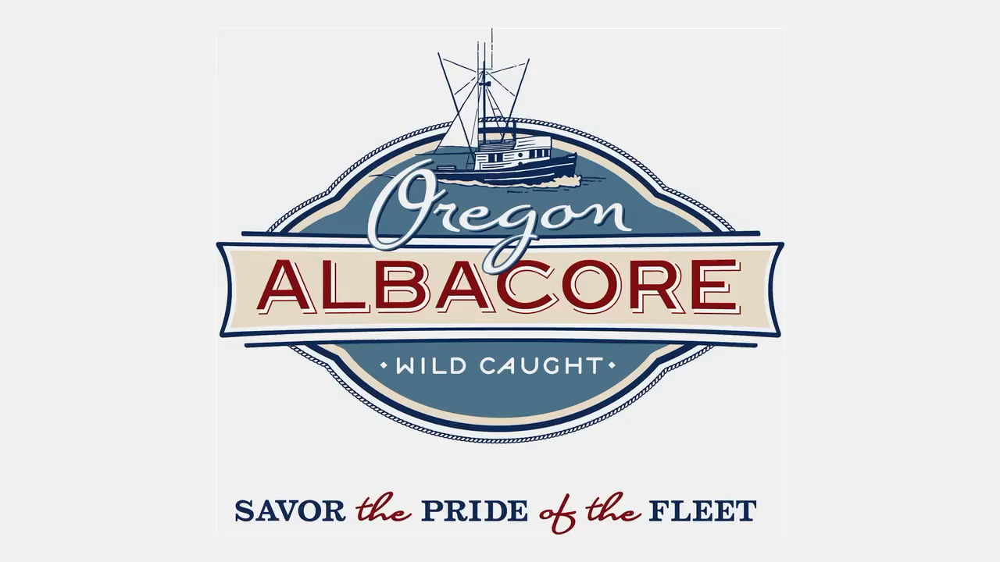 Oregon
ALBACORE
•WILD CAUGHT•
SAVOR the PRIDE of the FLEET